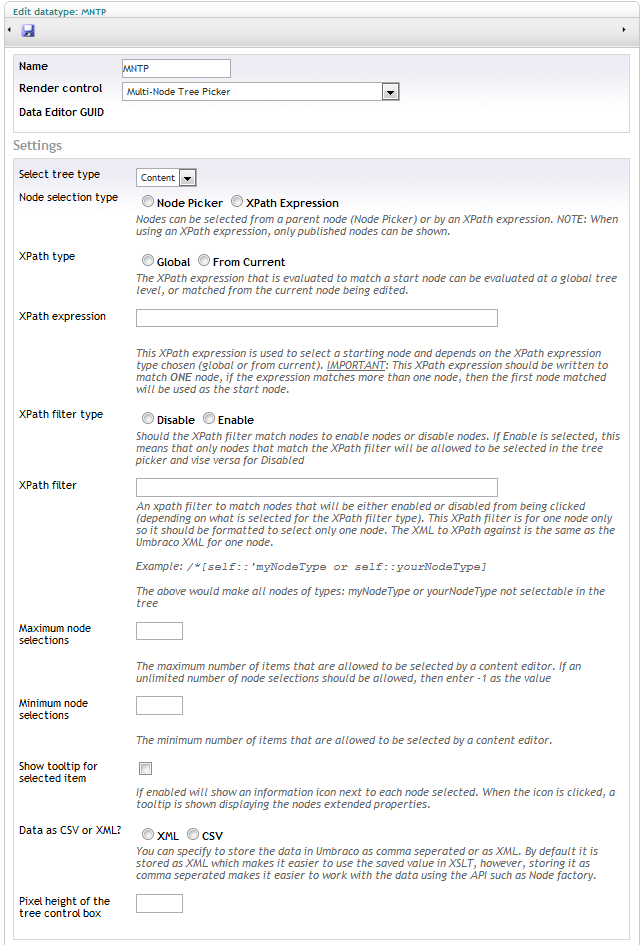 Edit datatype: MNTP
Name
MNTP
Render control
Multi-Node Tree Picker
Data Editor GUID
Settings
Select tree type
Content
Node selection type
Node Picker XPath Expression
Nodes can be selected from a parent node (Node Picker) or by an XPath expression. NOTE: When
using an XPath expression, only published nodes can be shown.
XPath type
Global From Current
The XPath expression that is evaluated to match a start node can be evaluated at a global tree
level, or matched from the current node being edited.
XPath expression
This XPath expression is used to select a starting node and depends on the XPath expression
type chosen (global or from current). IMPORTANT: This XPath expression should be written to
match ONE node, if the expression matches more than one node, then the first node matched
will be used as the start node.
XPath filter type
Disable Enable
Should the XPath filter match nodes to enable nodes or disable nodes. If Enable is selected, this
means that only nodes that match the XPath filter will be allowed to be selected in the tree
picker and vise versa for Disabled
XPath filter
An xpath filter to match nodes that will be either enabled or disabled from being clicked
(depending on what is selected for the XPath filter type). This XPath filter is for one node only
so it should be formatted to select only one node. The XML to XPath against is the same as the
Umbraco XML for one node.
Example: /*[self::'myNodeType or self::yourNodeType]
The above would make all nodes of types: myNodeType or yourNodeType not selectable in the
tree
Maximum node
selections
The maximum number of items that are allowed to be selected by a content editor. If an
unlimited number of node selections should be allowed, then enter -1 as the value
Minimum node
selections
The minimum number of items that are allowed to be selected by a content editor.
Show tooltip for
selected item
If enabled will show an information icon next to each node selected. When the icon is clicked, a
tooltip is shown displaying the nodes extended properties.
Data as CSV or XML?
XML CSV
You can specify to store the data in Umbraco as comma seperated or as XML. By default it is
stored as XML which makes it easier to use the saved value in XSLT, however, storing it as
comma seperated makes it easier to work with the data using the API such as Node factory.
Pixel height of the
tree control box